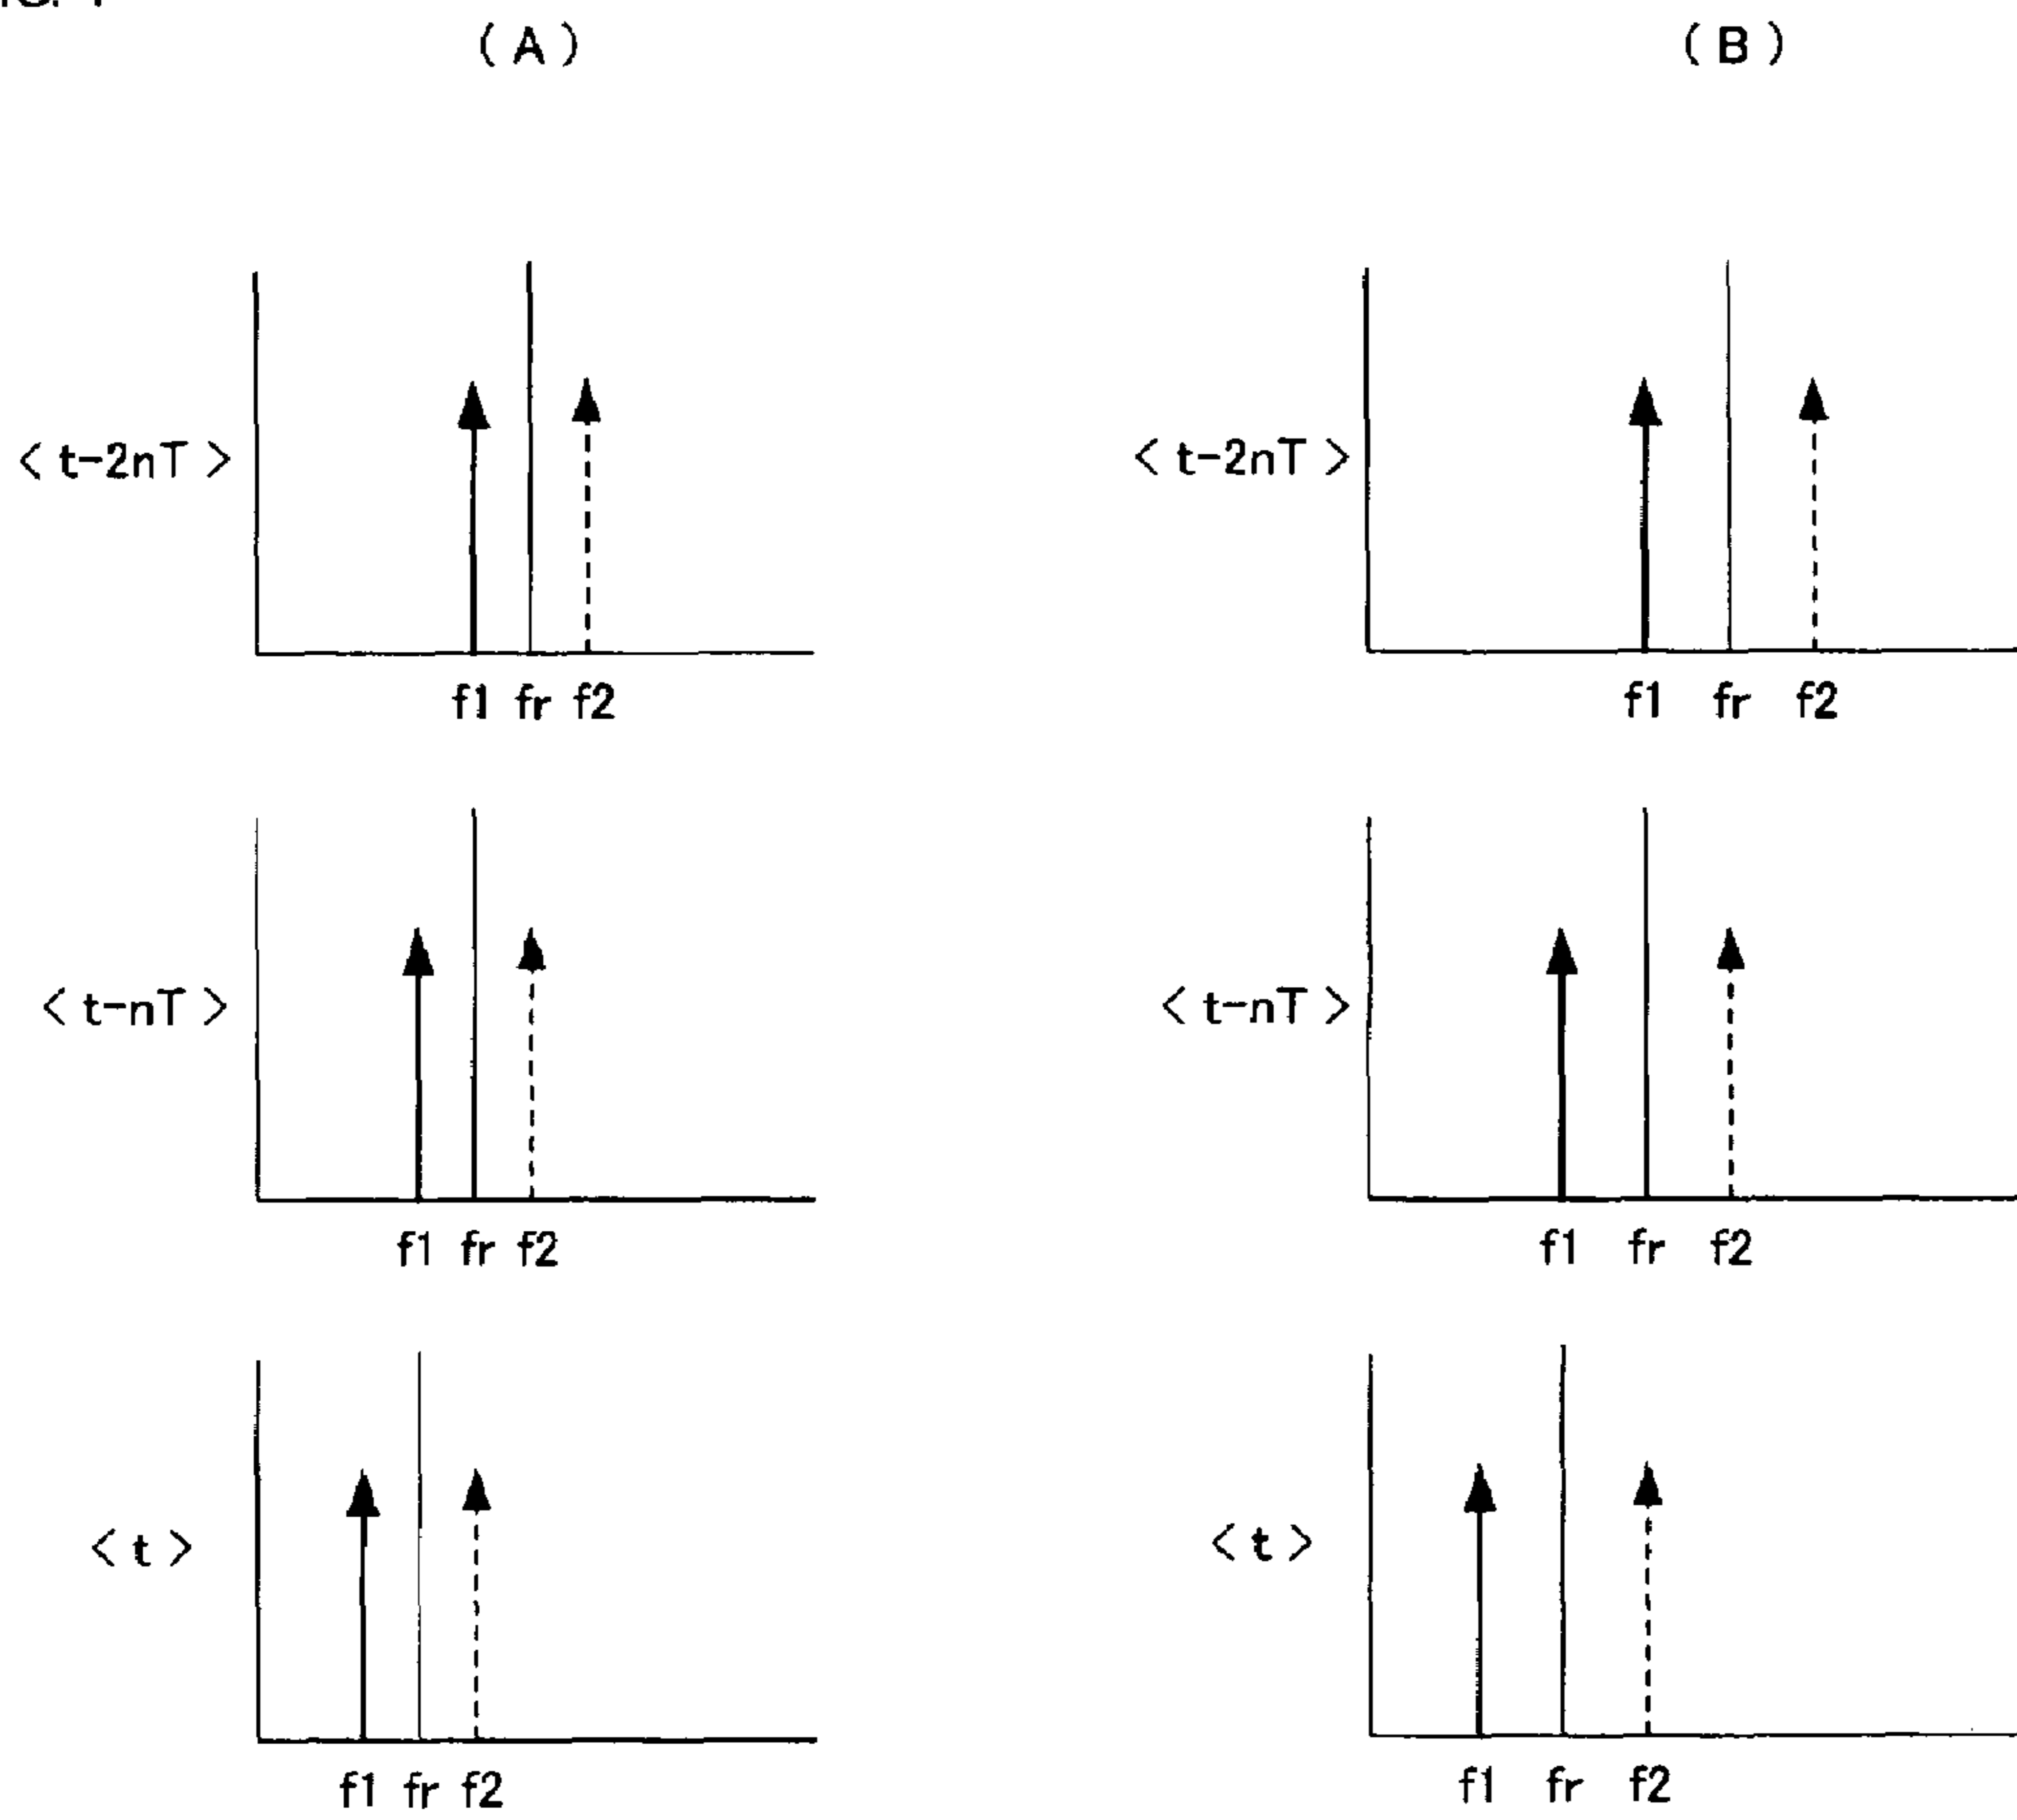 ( A )
( B )
< t-2nT >
f1 fr f2
< t-2nT >
f1 fr f2
< t-nT >
f1 fr f2
< t-nT >
f1 fr f2
< t >
f1 fr f2
< t >
f1 fr f2